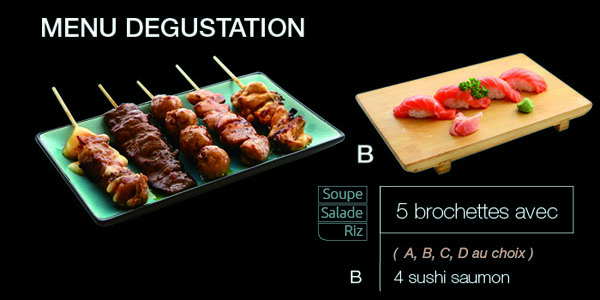 MENU DEGUSTATION
B
Soupe
Salade
Riz
5 brochettes avec
( A, B, C, D au choix )
B 4 sushi saumon